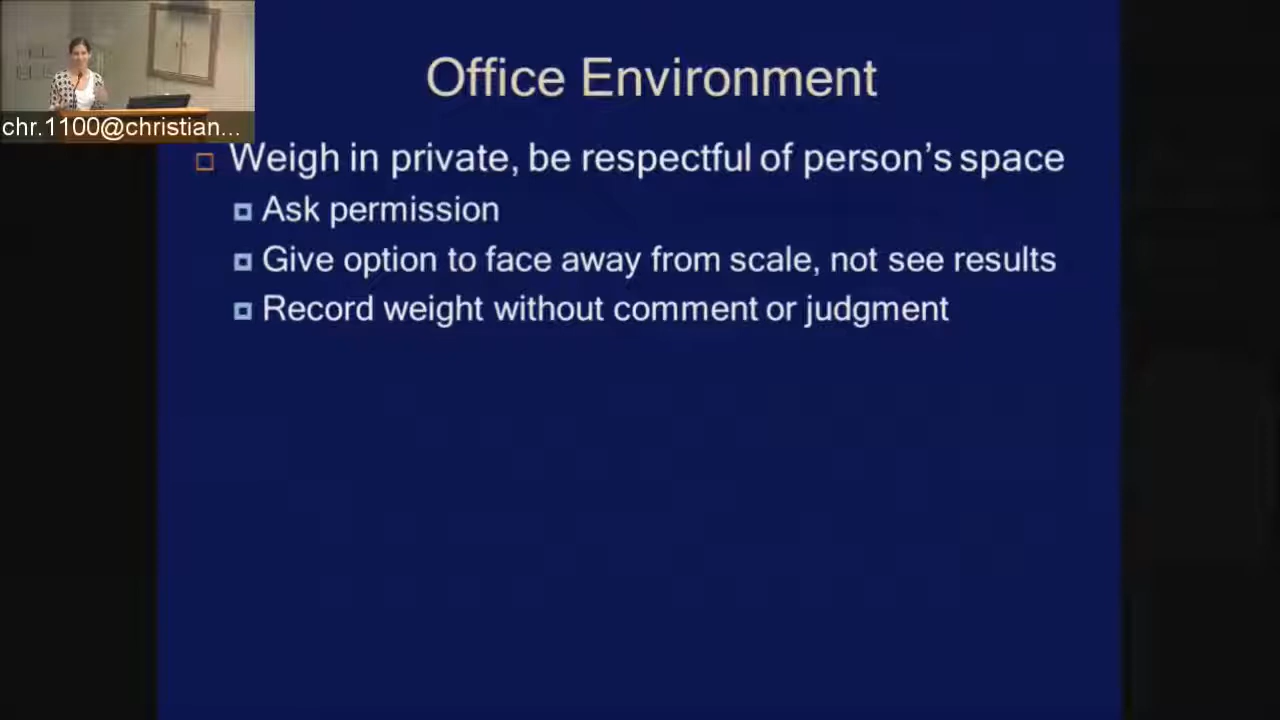 Office Environment
chr.1100@christian...
Weigh in private, be respectful of person's space
Ask permission
Give option to face away from scale, not see results
Record weight without comment or judgment